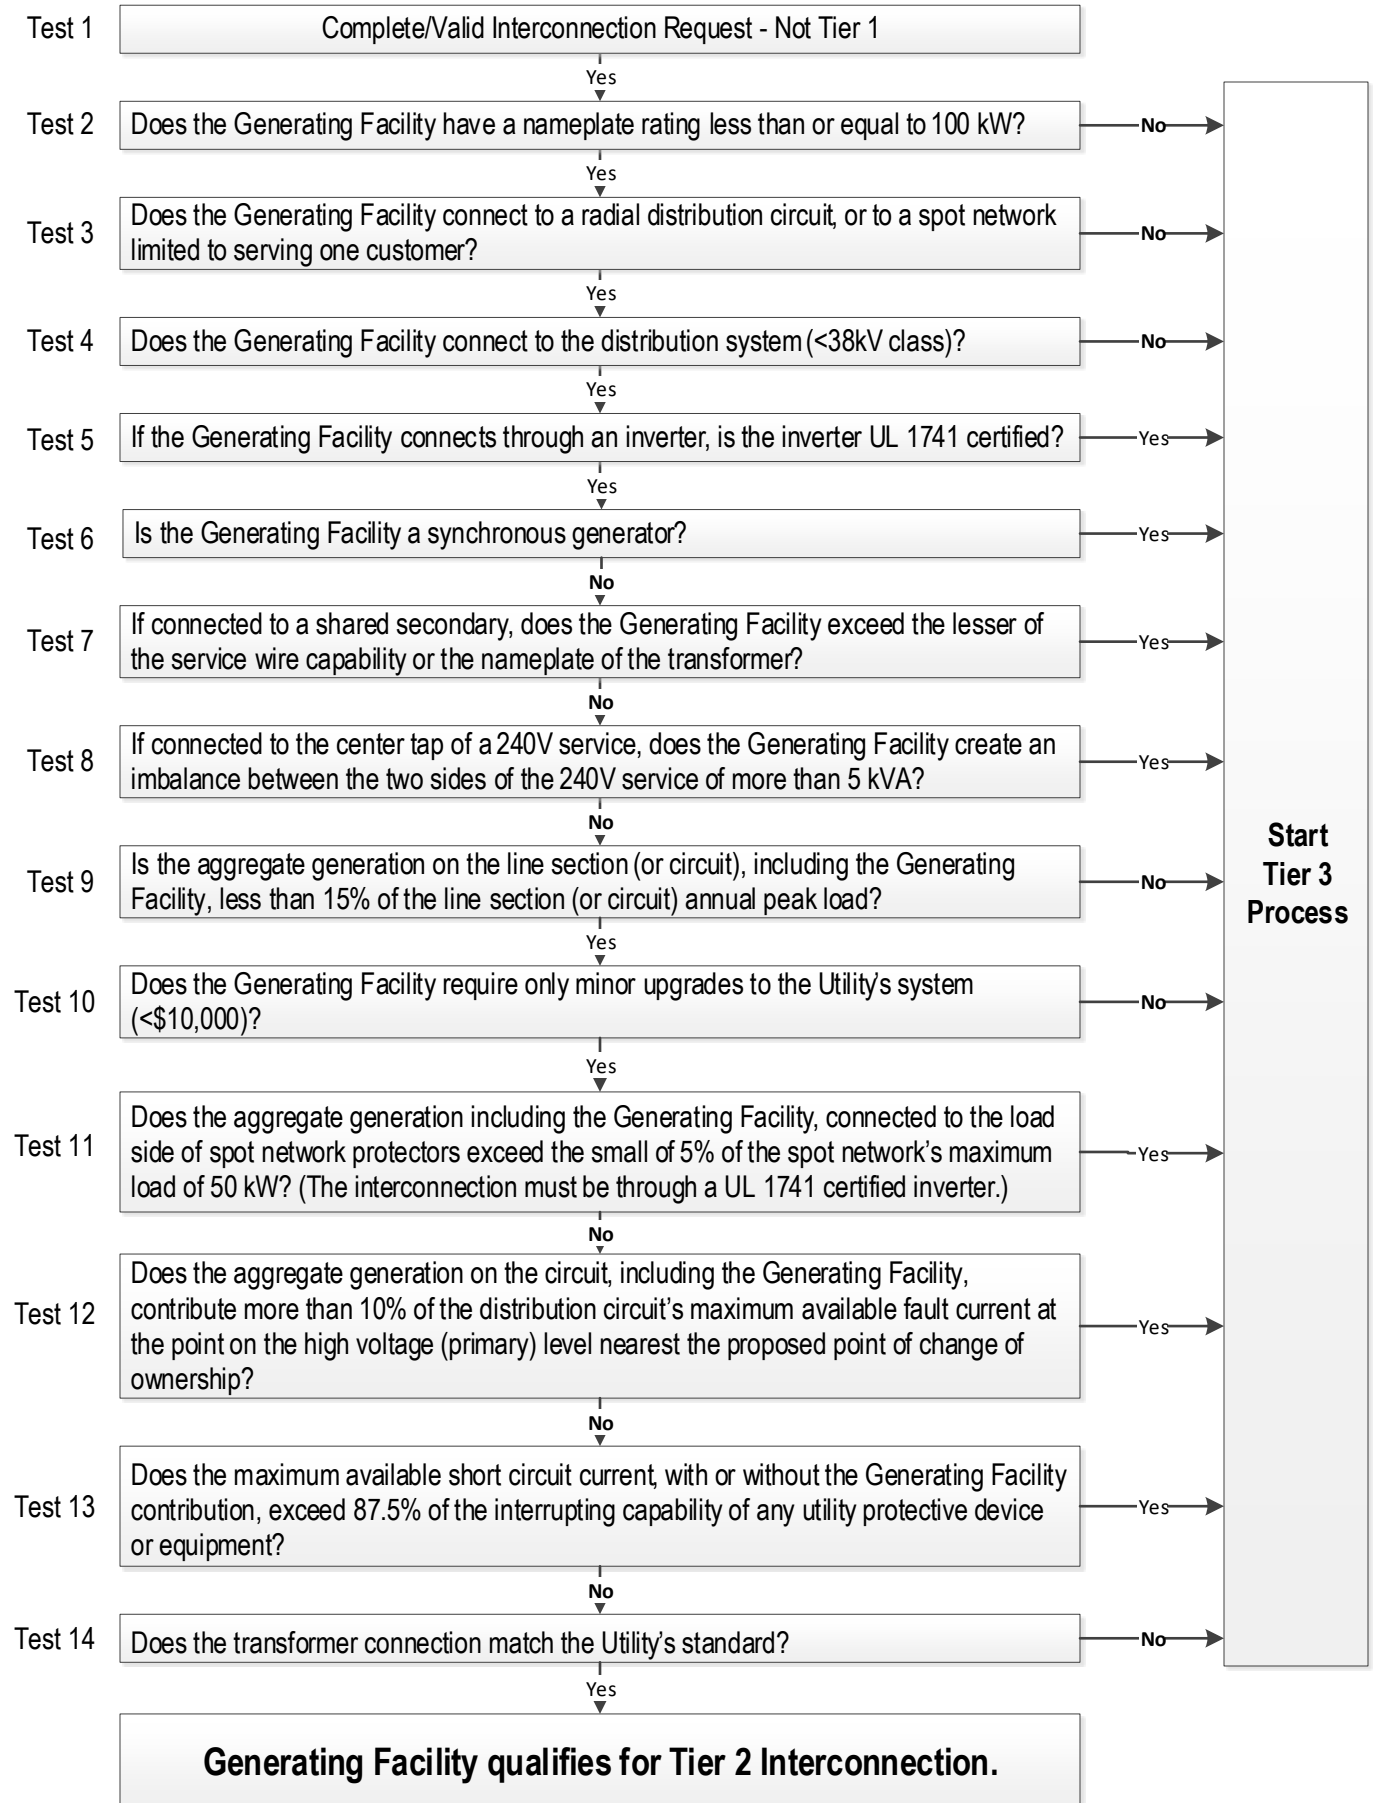 Test 1
Complete/Valid Interconnection Request - Not Tier 1
Yes
Test 2
Does the Generating Facility have a nameplate rating less than or equal to 100 kW?
No
Yes
Test 3
Does the Generating Facility connect to a radial distribution circuit, or to a spot network
limited to serving one customer?
No
Yes
Test 4
Does the Generating Facility connect to the distribution system (<38kV class)?
No
Yes
Test 5
If the Generating Facility connects through an inverter, is the inverter UL 1741 certified?
Yes
Yes
Test 6
Is the Generating Facility a synchronous generator?
Yes
No
Test 7
If connected to a shared secondary, does the Generating Facility exceed the lesser of
the service wire capability or the nameplate of the transformer?
Yes
No
Test 8
If connected to the center tap of a 240V service, does the Generating Facility create an
imbalance between the two sides of the 240V service of more than 5 kVA?
Yes
No
Test 9
Is the aggregate generation on the line section (or circuit), including the Generating
Facility, less than 15% of the line section (or circuit) annual peak load?
No
Yes
Test 10
Does the Generating Facility require only minor upgrades to the Utility’s system
(<$10,000)?
No
Yes
Test 11
Does the aggregate generation including the Generating Facility, connected to the load
side of spot network protectors exceed the small of 5% of the spot network’s maximum
load of 50 kW? (The interconnection must be through a UL 1741 certified inverter.)
Yes
No
Test 12
Does the aggregate generation on the circuit, including the Generating Facility,
contribute more than 10% of the distribution circuit’s maximum available fault current at
the point on the high voltage (primary) level nearest the proposed point of change of
ownership?
Yes
No
Test 13
Does the maximum available short circuit current, with or without the Generating Facility
contribution, exceed 87.5% of the interrupting capability of any utility protective device
or equipment?
Yes
No
Test 14
Does the transformer connection match the Utility’s standard?
No
Yes
Generating Facility qualifies for Tier 2 Interconnection.
Start
Tier 3
Process